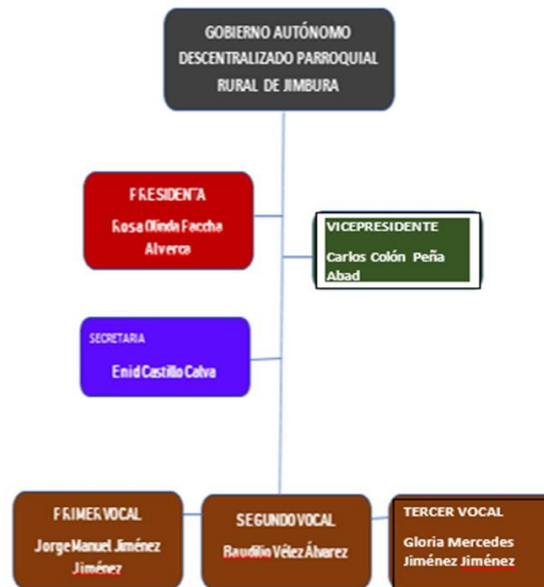 GOBIERNO AUTÓNOMO
DESCENTRALIZADO PARROQUIAL
RURAL DE JIMBURA
PRESIDENTA
Rosa Olinda Faccha
Alverca
VICEPRESIDENTE
Carlos Colón Peña
Abad
SECRETARIA
Enid Castillo Calva
PRIMER VOCAL
Jorge Manuel Jiménez
Jiménez
SEGUNDO VOCAL
Baudilio Vélez Álvarez
TERCER VOCAL
Gloria Mercedes
Jiménez Jiménez